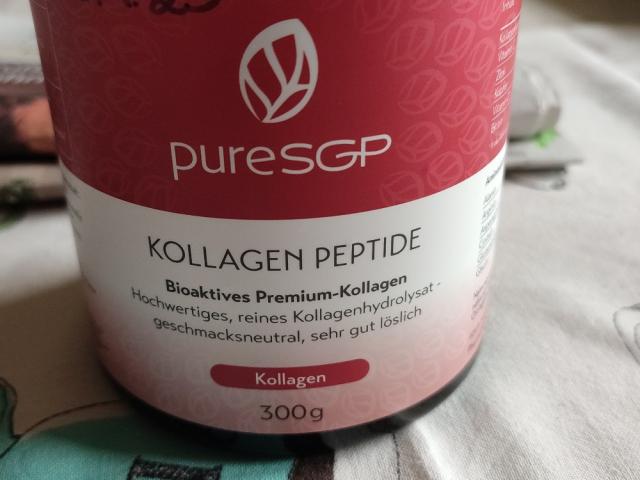 pureSGP
KOLLAGEN PEPTIDE
Bioaktives Premium-Kollagen
Hochwertiges, reines Kollagenhydrolysat -
geschmacksneutral, sehr gut löslich
Kollagen
300g